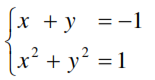 x + y = -1
x² + y² = 1